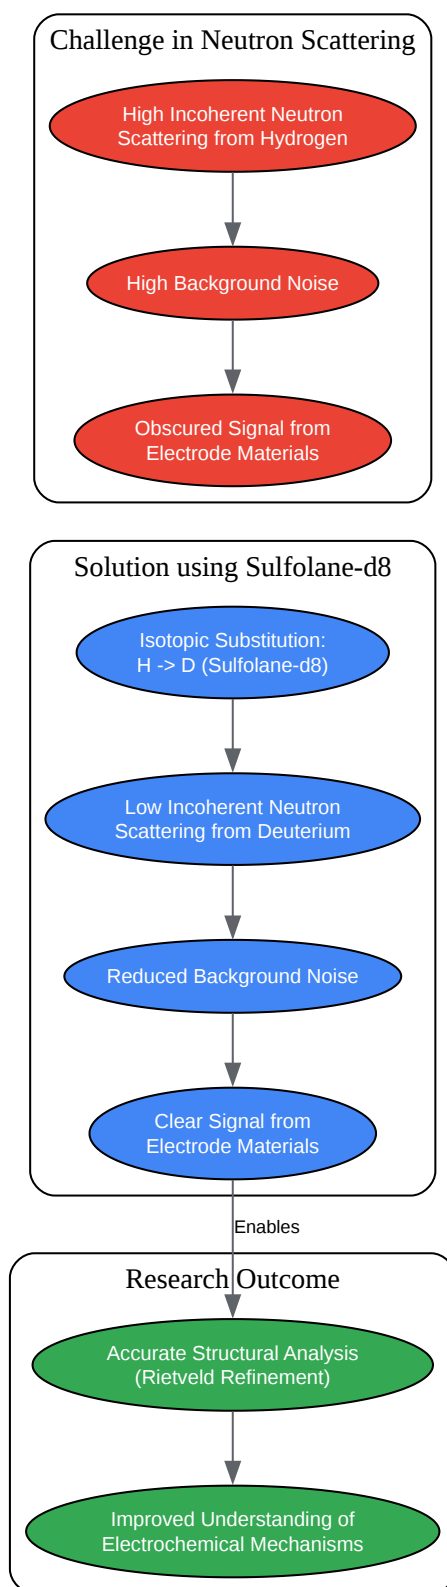 Challenge in Neutron Scattering
High Incoherent Neutron
Scattering from Hydrogen
High Background Noise
Obscured Signal from
Electrode Materials
Solution using Sulfolane-d8
Isotopic Substitution:
H -> D (Sulfolane-d8)
Low Incoherent Neutron
Scattering from Deuterium
Reduced Background Noise
Clear Signal from
Electrode Materials
Enables
Research Outcome
Accurate Structural Analysis
(Rietveld Refinement)
Improved Understanding of
Electrochemical Mechanisms